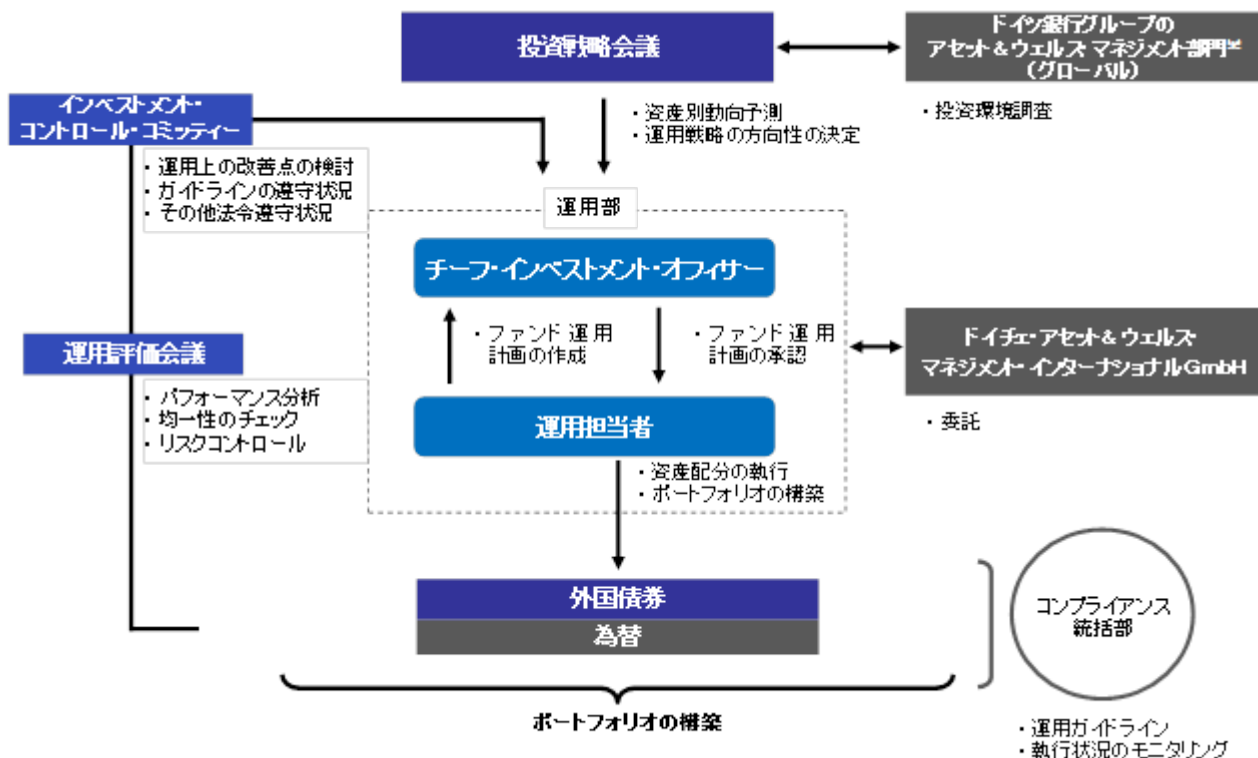 投資戦略会議
ドイツ銀行グループの
アセット&ウェルス・マネジメント部門
(グローバル)
・投資環境調査
・資産別動向予測
・運用戦略の方向性の決定
インベストメント・
コントロール・コミッティー
・運用上の改善点の検討
・ガイドラインの遵守状況
・その他法令遵守状況
運用部
チーフ・インベストメント・オフィサー
・ファンド運用
計画の作成
・ファンド運用
計画の承認
運用評価会議
・パフォーマンス分析
・均一性のチェック
・リスクコントロール
運用担当者
ドイチェ・アセット&ウェルス・
マネジメント・インターナショナルGmbH
・委託
・資産配分の執行
・ポートフォリオの構築
外国債券
為替
ポートフォリオの構築
コンプライアンス
統括部
・運用ガイドライン
・執行状況のモニタリング